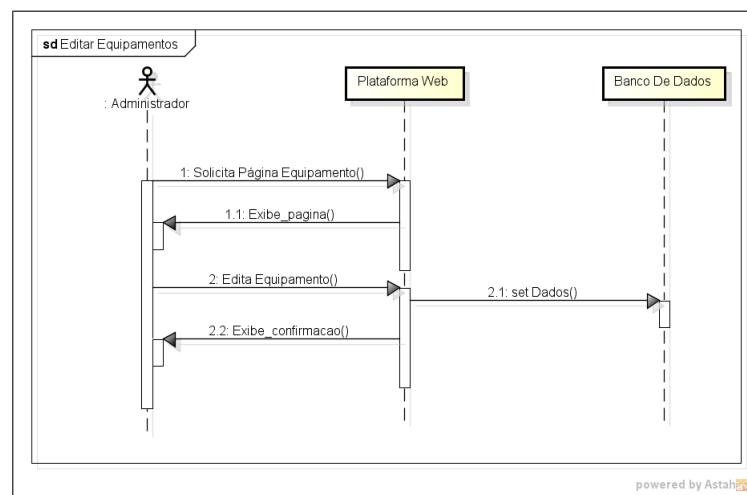 sd Editar Equipamentos
: Administrador
Plataforma Web
Banco De Dados
1: Solicita Página Equipamento()
1.1: Exibe_pagina()
2: Edita Equipamento()
2.1: set Dados()
2.2: Exibe_confirmacao()
powered by Astah